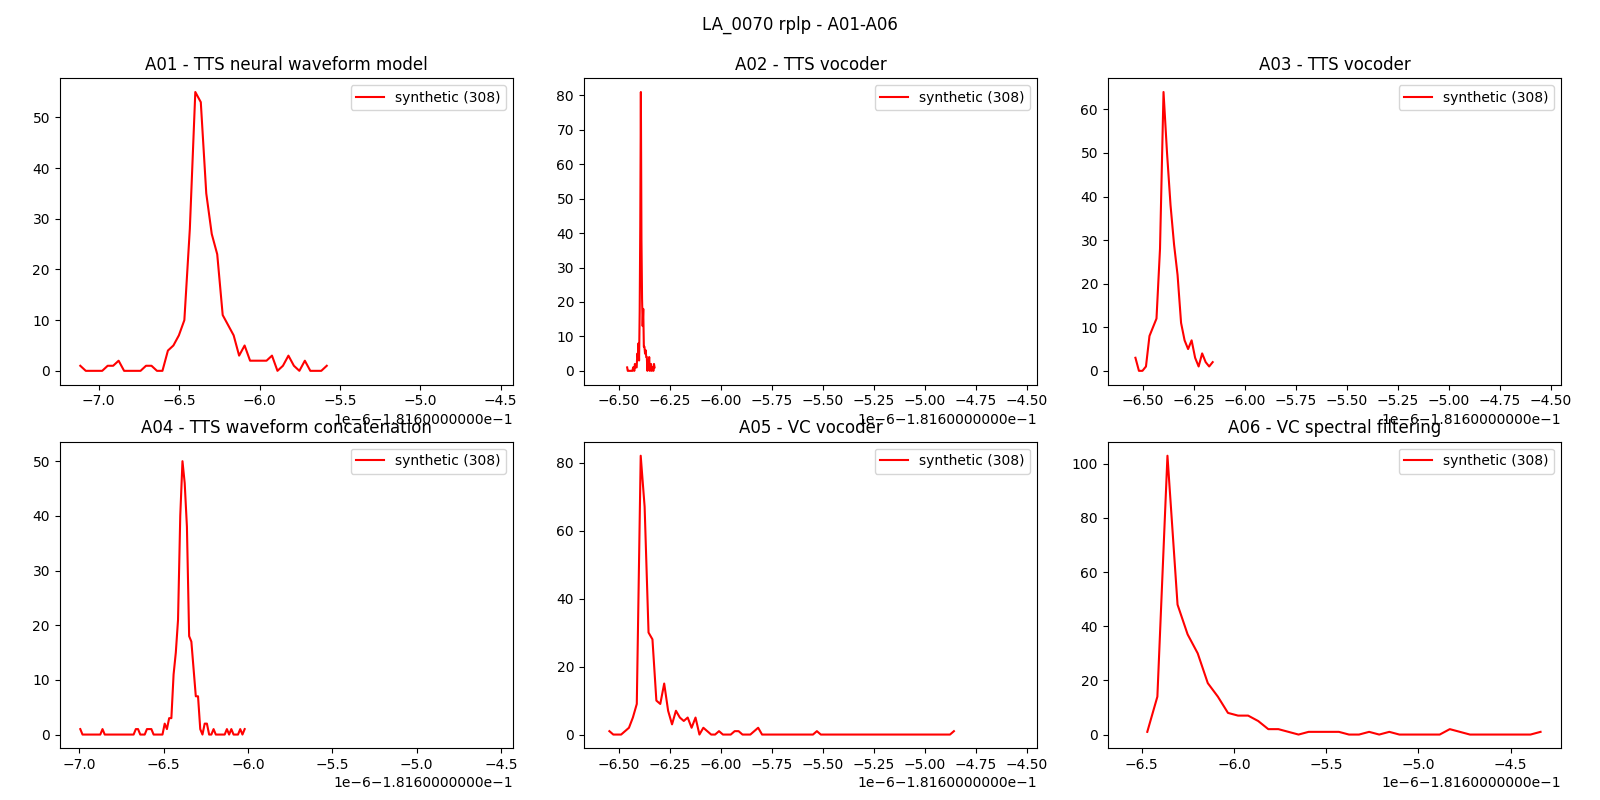 LA_0070 rplp - A01-A06
A01 - TTS neural waveform model
A02 - TTS vocoder
A03 - TTS vocoder
synthetic (308)
synthetic (308)
synthetic (308)
50
40
30
20
10
0
80
70
60
50
40
30
20
10
0
60
50
40
30
20
10
0
−7.0 −6.5 −6.0 −5.5 −5.0 −4.5
−6.50 −6.25 −6.00 −5.75 −5.50 −5.25 −5.00 −4.75 −4.50
−6.50 −6.25 −6.00 −5.75 −5.50 −5.25 −5.00 −4.75 −4.50
1e−6−1.8160000000e−1
1e−6−1.8160000000e−1
1e−6−1.8160000000e−1
A04 - TTS waveform concatenation
A05 - VC vocoder
A06 - VC spectral filtering
synthetic (308)
synthetic (308)
synthetic (308)
50
40
30
20
10
0
80
60
40
20
0
100
80
60
40
20
0
−7.0 −6.5 −6.0 −5.5 −5.0 −4.5
−6.50 −6.25 −6.00 −5.75 −5.50 −5.25 −5.00 −4.75 −4.50
−6.5 −6.0 −5.5 −5.0 −4.5
1e−6−1.8160000000e−1
1e−6−1.8160000000e−1
1e−6−1.8160000000e−1